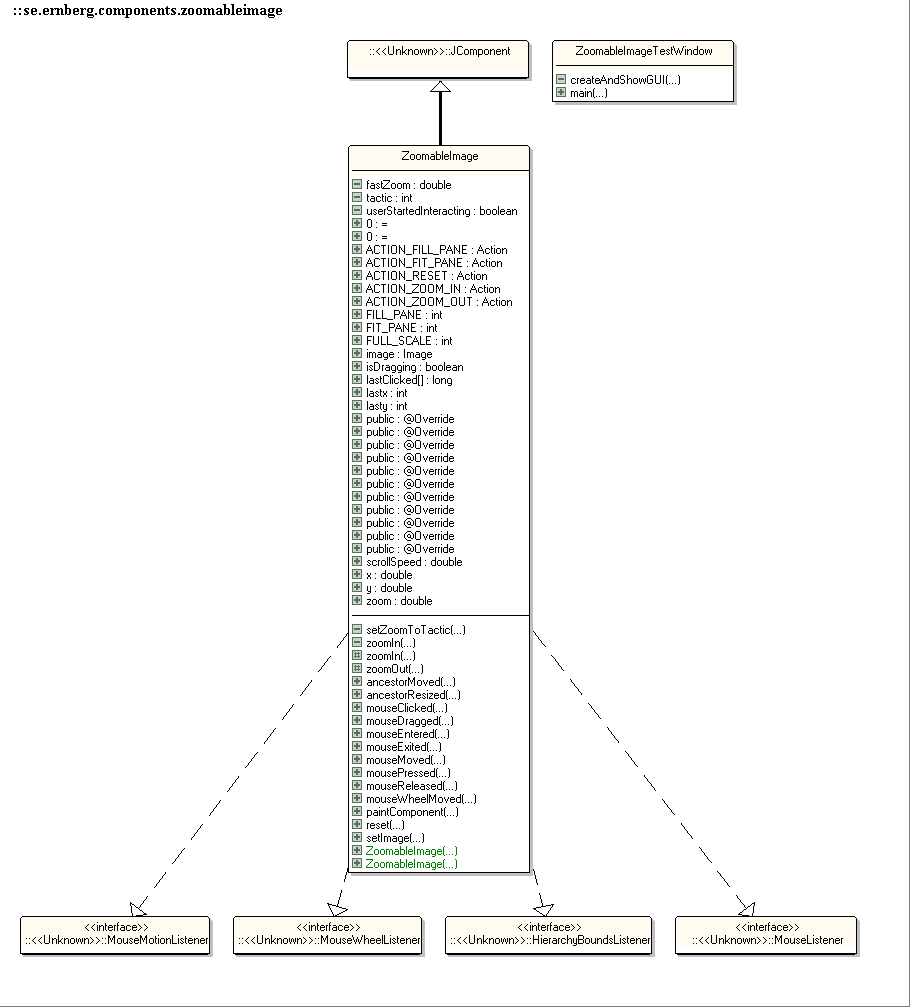 ::se.ernberg.components.zoomableimage
::<<Unknown>>::JComponent
ZoomableImageTestWindow
createAndShowGUI(...)
main(...)
ZoomableImage
fastZoom : double
tactic : int
userStartedInteracting : boolean
0 : =
0 : =
ACTION_FILL_PANE : Action
ACTION_FIT_PANE : Action
ACTION_RESET : Action
ACTION_ZOOM_IN : Action
ACTION_ZOOM_OUT : Action
FILL_PANE : int
FIT_PANE : int
FULL_SCALE : int
image : Image
isDragging : boolean
lastClicked[] : long
lastx : int
lasty : int
public : @Override
public : @Override
public : @Override
public : @Override
public : @Override
public : @Override
public : @Override
public : @Override
public : @Override
public : @Override
public : @Override
scrollSpeed : double
x : double
y : double
zoom : double
setZoomToTactic(...)
zoomIn(...)
zoomIn(...)
zoomOut(...)
ancestorMoved(...)
ancestorResized(...)
mouseClicked(...)
mouseDragged(...)
mouseEntered(...)
mouseExited(...)
mouseMoved(...)
mousePressed(...)
mouseReleased(...)
mouseWheelMoved(...)
paintComponent(...)
reset(...)
setImage(...)
ZoomableImage(...)
ZoomableImage(...)
<<interface>>
::<<Unknown>>::MouseMotionListener
<<interface>>
::<<Unknown>>::MouseWheelListener
<<interface>>
::<<Unknown>>::HierarchyBoundsListener
<<interface>>
::<<Unknown>>::MouseListener